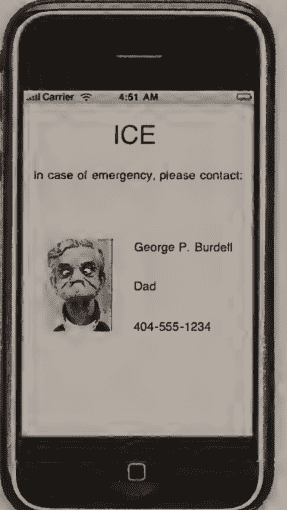 Carrier 4:51 AM
ICE
In case of emergency, please contact:
George P. Burdell
Dad
404-555-1234